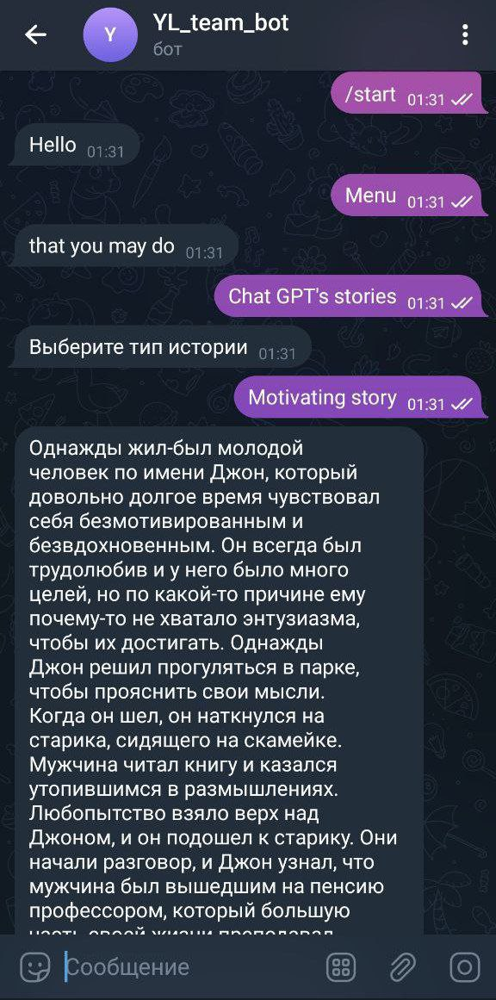 Y
YL_team_bot
бот
/start 01:31
Hello 01:31
Menu 01:31
that you may do 01:31
Chat GPT's stories 01:31
Выберите тип истории 01:31
Motivating story 01:31
Однажды жил-был молодой
человек по имени Джон, который
довольно долгое время чувствовал
себя безмотивированным и
безвдохновенным. Он всегда был
трудолюбив и у него было много
целей, но по какой-то причине ему
почему-то не хватало энтузиазма,
чтобы их достигать. Однажды
Джон решил прогуляться в парке,
чтобы прояснить свои мысли.
Когда он шел, он наткнулся на
старика, сидящего на скамейке.
Мужчина читал книгу и казался
утопившимся в размышлениях.
Любопытство взяло верх над
Джоном, и он подошел к старику. Они
начали разговор, и Джон узнал, что
мужчина был вышедшим на пенсию
профессором, который большую
часть своей жизни преподавал
Сообщение